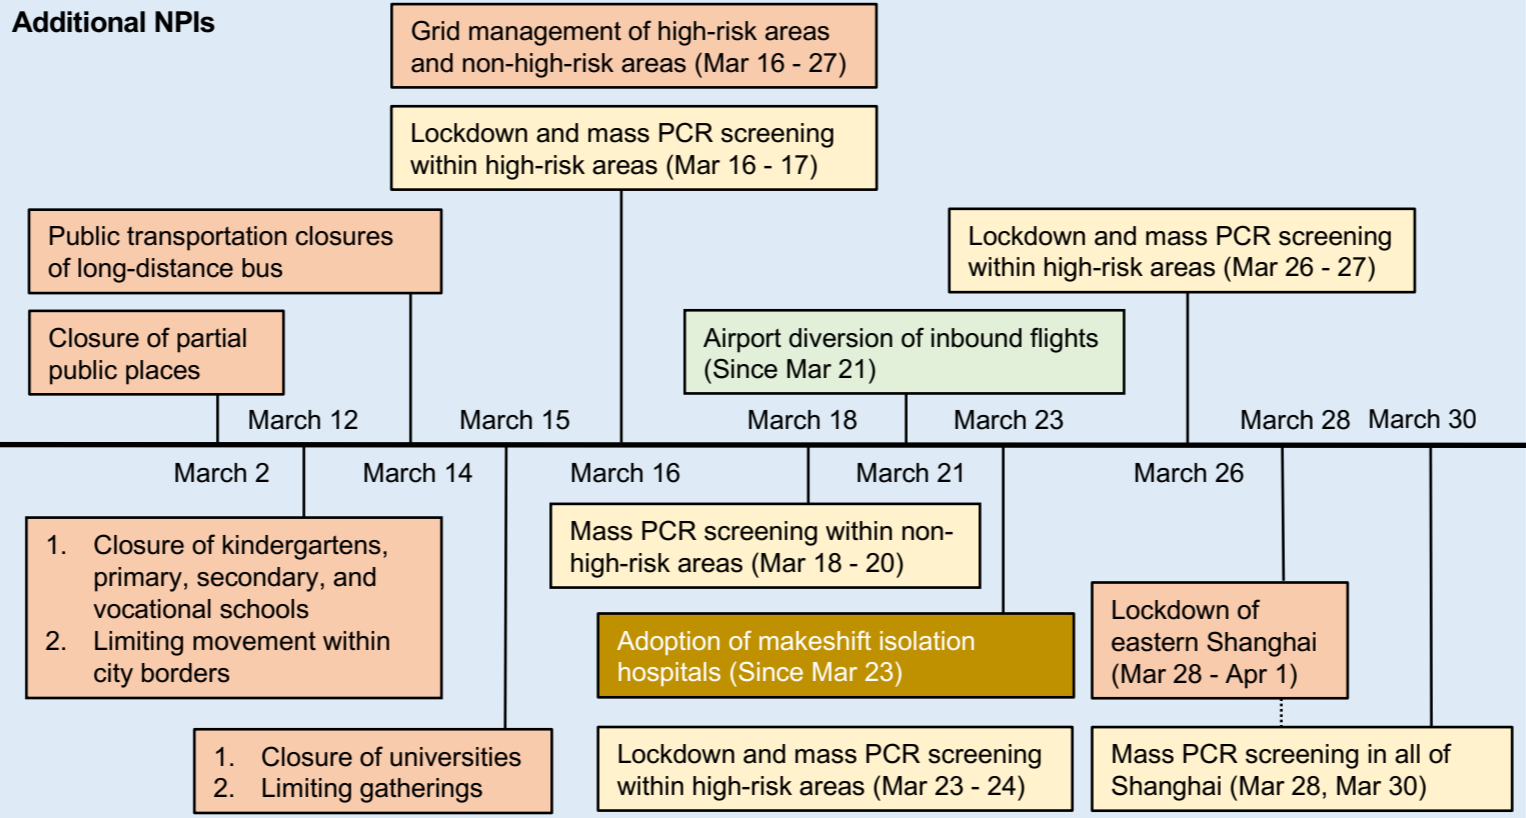 Additional NPIs
Grid management of high-risk areas
and non-high-risk areas (Mar 16 - 27)
Lockdown and mass PCR screening
within high-risk areas (Mar 16 - 17)
Public transportation closures
of long-distance bus
Lockdown and mass PCR screening
within high-risk areas (Mar 26 - 27)
Closure of partial
public places
Airport diversion of inbound flights
(Since Mar 21)
March 12
March 15
March 18
March 23
March 28
March 30
March 2
March 14
March 16
March 21
March 26
1. Closure of kindergartens,
primary, secondary, and
vocational schools
2. Limiting movement within
city borders
Mass PCR screening within non-
high-risk areas (Mar 18 - 20)
Adoption of makeshift isolation
hospitals (Since Mar 23)
Lockdown of
eastern Shanghai
(Mar 28 - Apr 1)
1. Closure of universities
2. Limiting gatherings
Lockdown and mass PCR screening
within high-risk areas (Mar 23 - 24)
Mass PCR screening in all of
Shanghai (Mar 28, Mar 30)